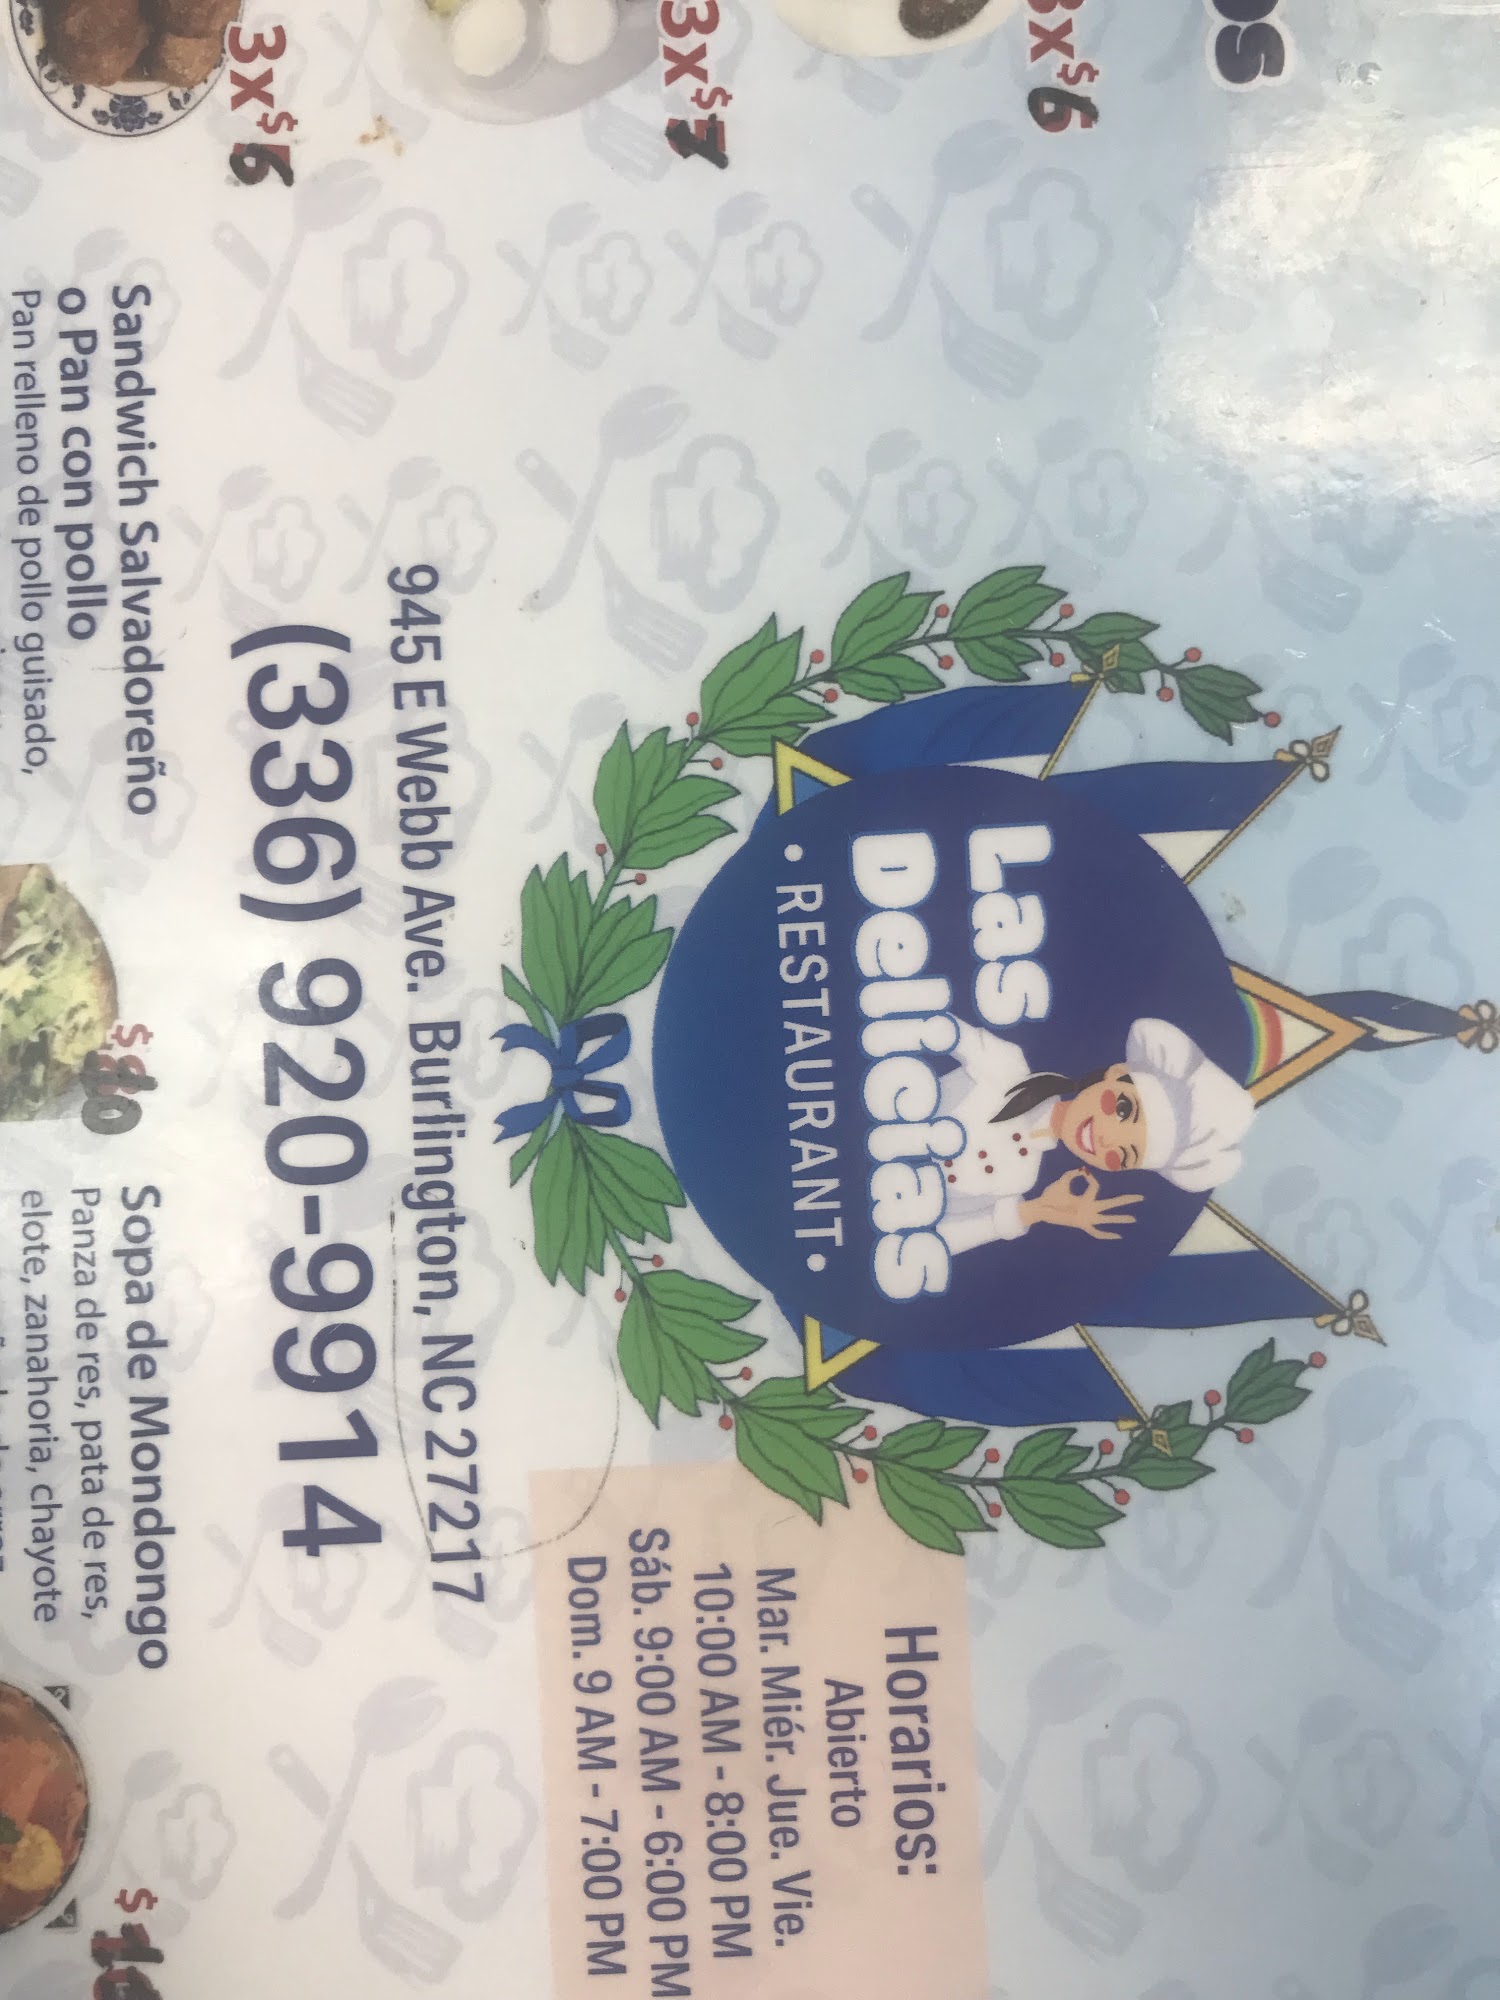 3x$6
3x$7
3x$6
Las
Delicias
• RESTAURANT •
Horarios:
Abierto
Mar. Miér. Jue. Vie.
10:00 AM - 8:00 PM
Sáb. 9:00 AM - 6:00 PM
Dom. 9 AM - 7:00 PM
945 E Webb Ave. Burlington, NC 27217
(336) 920-9914
Sandwich Salvadoreño
o Pan con pollo
Pan relleno de pollo guisado,
Sopa de Mondongo
Panza de res, pata de res,
elote, zanahoria, chayote